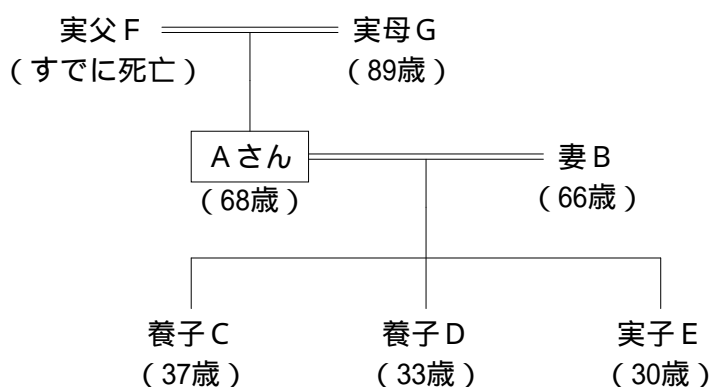 実父F 実母G
(すでに死亡) (89歳)
Aさん 妻B
(68歳) (66歳)
養子C 養子D 実子E
(37歳) (33歳) (30歳)